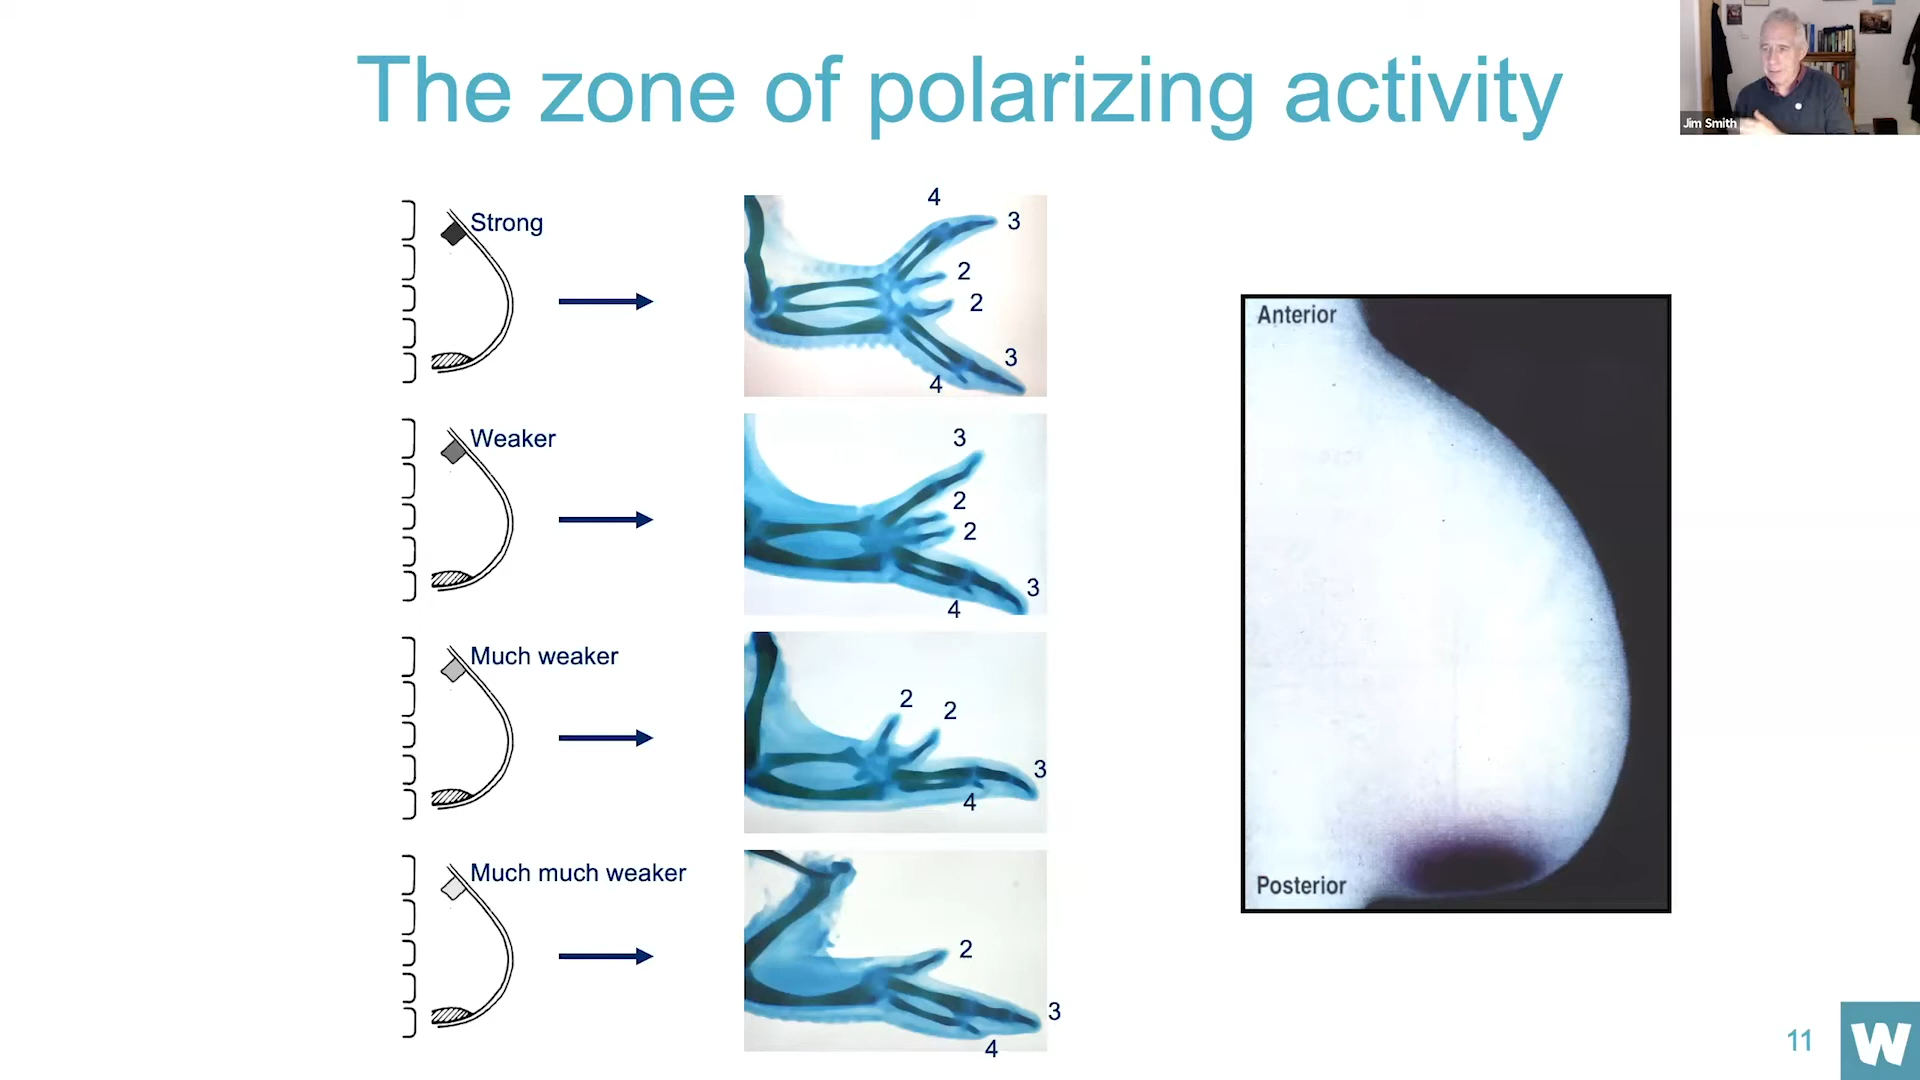 The zone of polarizing activity
Jim Smith
Strong
4
3
2
2
3
4
Weaker
3
2
2
3
4
Much weaker
2
2
3
4
Much much weaker
2
3
4
Anterior
Posterior
11
W